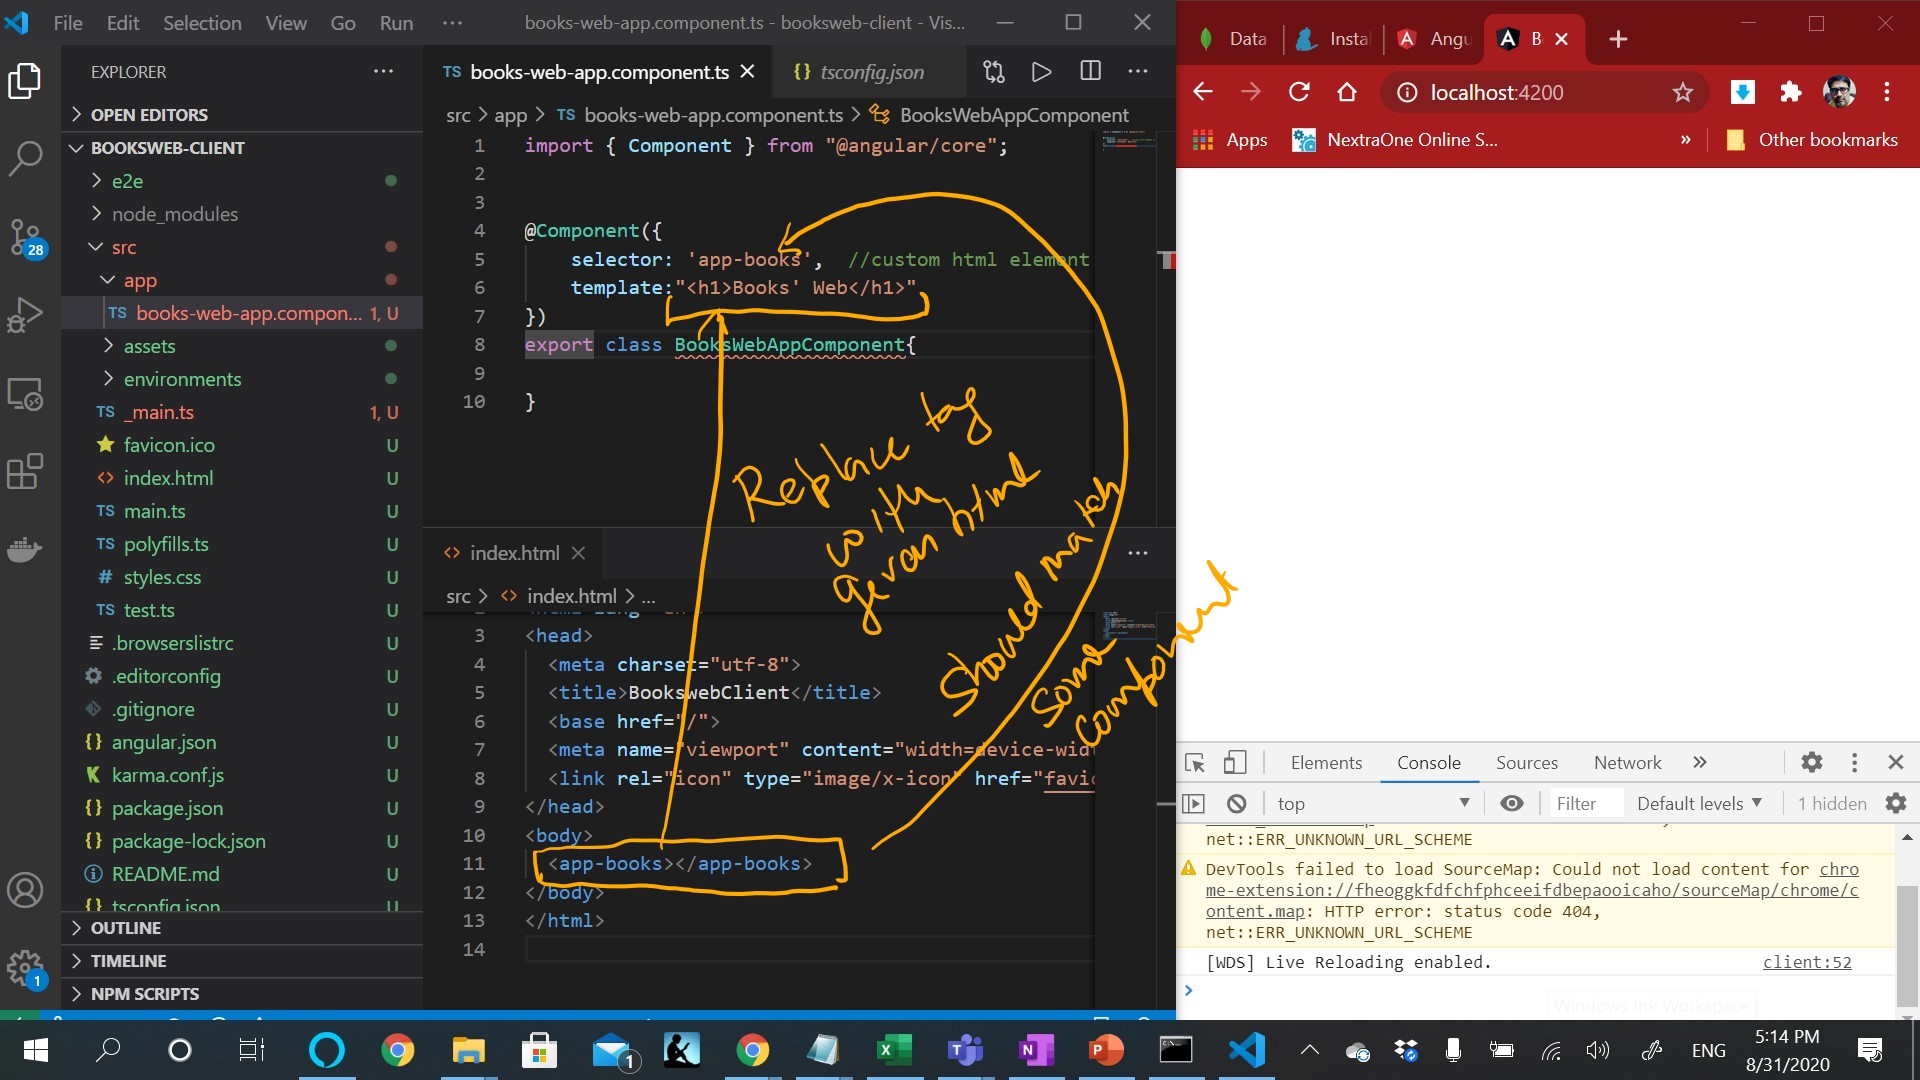 File Edit Selection View Go Run ··· books-web-app.component.ts - booksweb-client - Vis...
EXPLORER ···
OPEN EDITORS
BOOKSWEB-CLIENT
e2e
node_modules
src
app
TS books-web-app.compon... 1, U
assets
environments
TS _main.ts 1, U
favicon.ico U
<> index.html U
TS main.ts U
TS polyfills.ts U
# styles.css U
TS test.ts U
.browserslistrc U
.editorconfig U
.gitignore U
{} angular.json U
K karma.conf.js U
{} package.json U
{} package-lock.json U
README.md U
{} tsconfig.json U
OUTLINE
TIMELINE
NPM SCRIPTS
28
1
TS books-web-app.component.ts {} tsconfig.json ···
src > app > TS books-web-app.component.ts > BooksWebAppComponent
1 import { Component } from "@angular/core";
2
3
4 @Component({
5 selector: 'app-books', //custom html element
6 template:"<h1>Books' Web</h1>"
7 })
8 export class BooksWebAppComponent{
9
10 }
Replace tag
with
given html
Should match
Some
component
<> index.html ···
src > <> index.html > ...
3 <head>
4 <meta charset="utf-8">
5 <title>BookswebClient</title>
6 <base href="/">
7 <meta name="viewport" content="width=device-wid
8 <link rel="icon" type="image/x-icon" href="favic
9 </head>
10 <body>
11 <app-books></app-books>
12 </body>
13 </html>
14
Data Insta Angu B
localhost:4200
Apps NextraOne Online S... » Other bookmarks
Elements Console Sources Network »
top Filter Default levels 1 hidden
net::ERR_UNKNOWN_URL_SCHEME
DevTools failed to load SourceMap: Could not load content for chro
me-extension://fheoggkfdfchfphceeifdbepaooicaho/sourceMap/chrome/c
ontent.map: HTTP error: status code 404,
net::ERR_UNKNOWN_URL_SCHEME
[WDS] Live Reloading enabled. client:52
Windows Ink Workspace
1
ENG
5:14 PM
8/31/2020